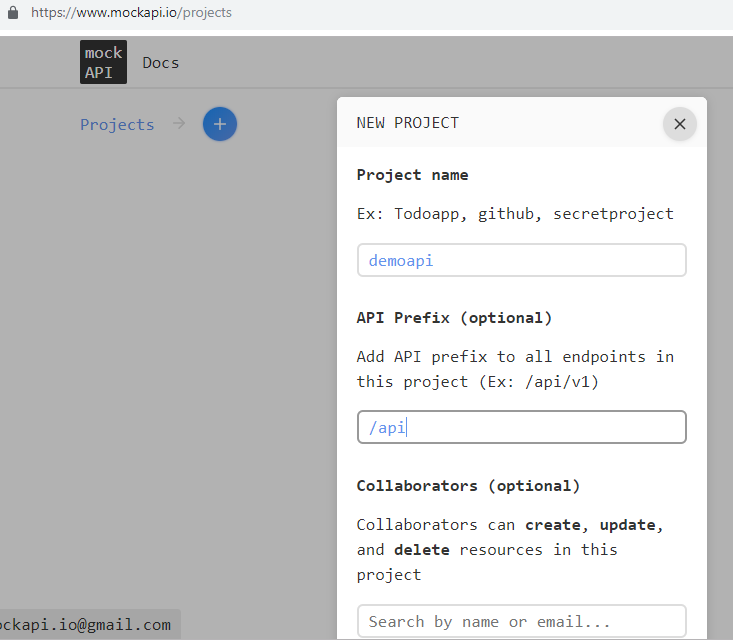 https://www.mockapi.io/projects
mock
API
Docs
Projects
NEW PROJECT
Project name
Ex: Todoapp, github, secretproject
demoapi
API Prefix (optional)
Add API prefix to all endpoints in
this project (Ex: /api/v1)
/api
Collaborators (optional)
Collaborators can create, update,
and delete resources in this
project
Search by name or email...
ockapi.io@gmail.com